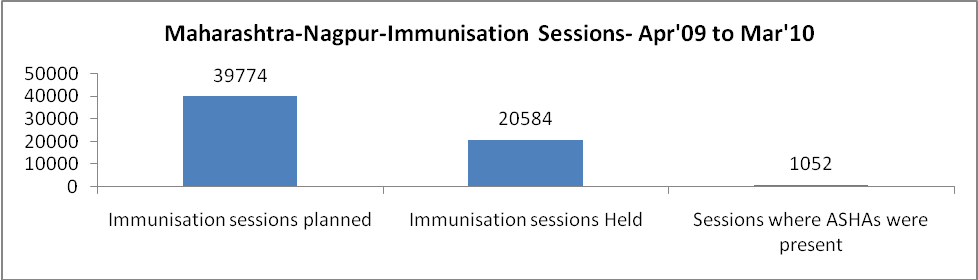 Maharashtra-Nagpur-Immunisation Sessions- Apr'09 to Mar'10
50000
40000
30000
20000
10000
0
39774
20584
1052
Immunisation sessions planned
Immunisation sessions Held
Sessions where ASHAs were
present